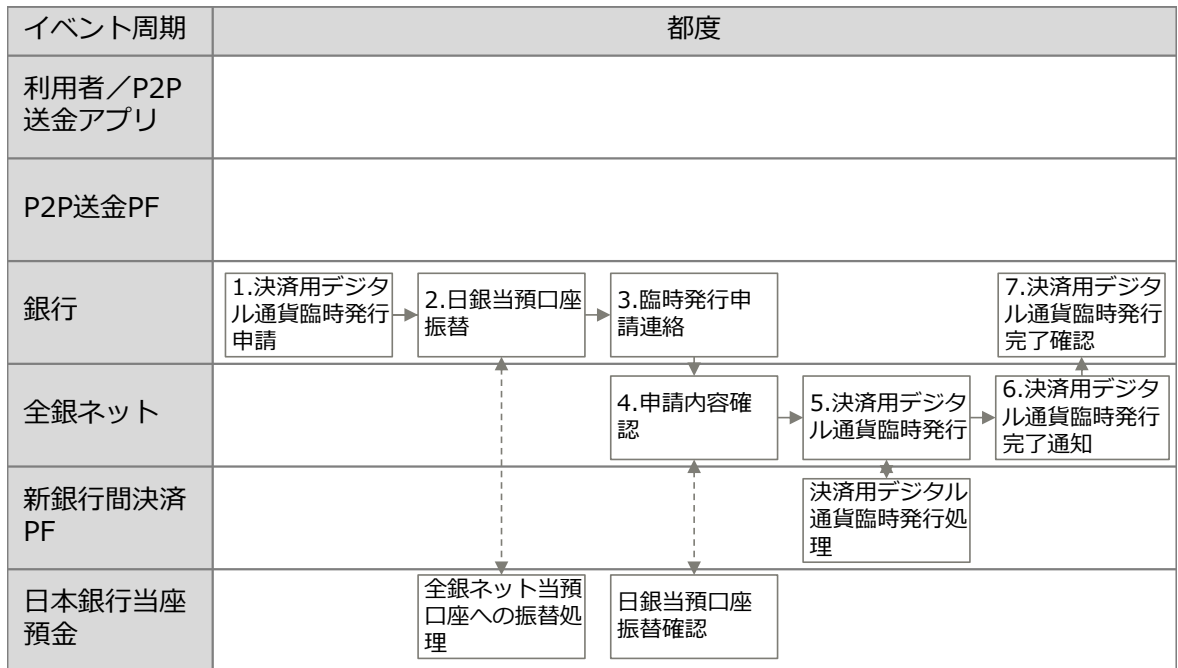 イベント周期
都度
利用者／P2P
送金アプリ
P2P送金PF
銀行
1.決済用デジタ
ル通貨臨時発行
申請
2.日銀当預口座
振替
3.臨時発行申
請連絡
7.決済用デジタ
ル通貨臨時発行
完了確認
全銀ネット
4.申請内容確
認
5.決済用デジタ
ル通貨臨時発行
6.決済用デジタ
ル通貨臨時発行
完了通知
新銀行間決済
PF
決済用デジタル
通貨臨時発行処
理
日本銀行当座
預金
全銀ネット当預
口座への振替処
理
日銀当預口座
振替確認